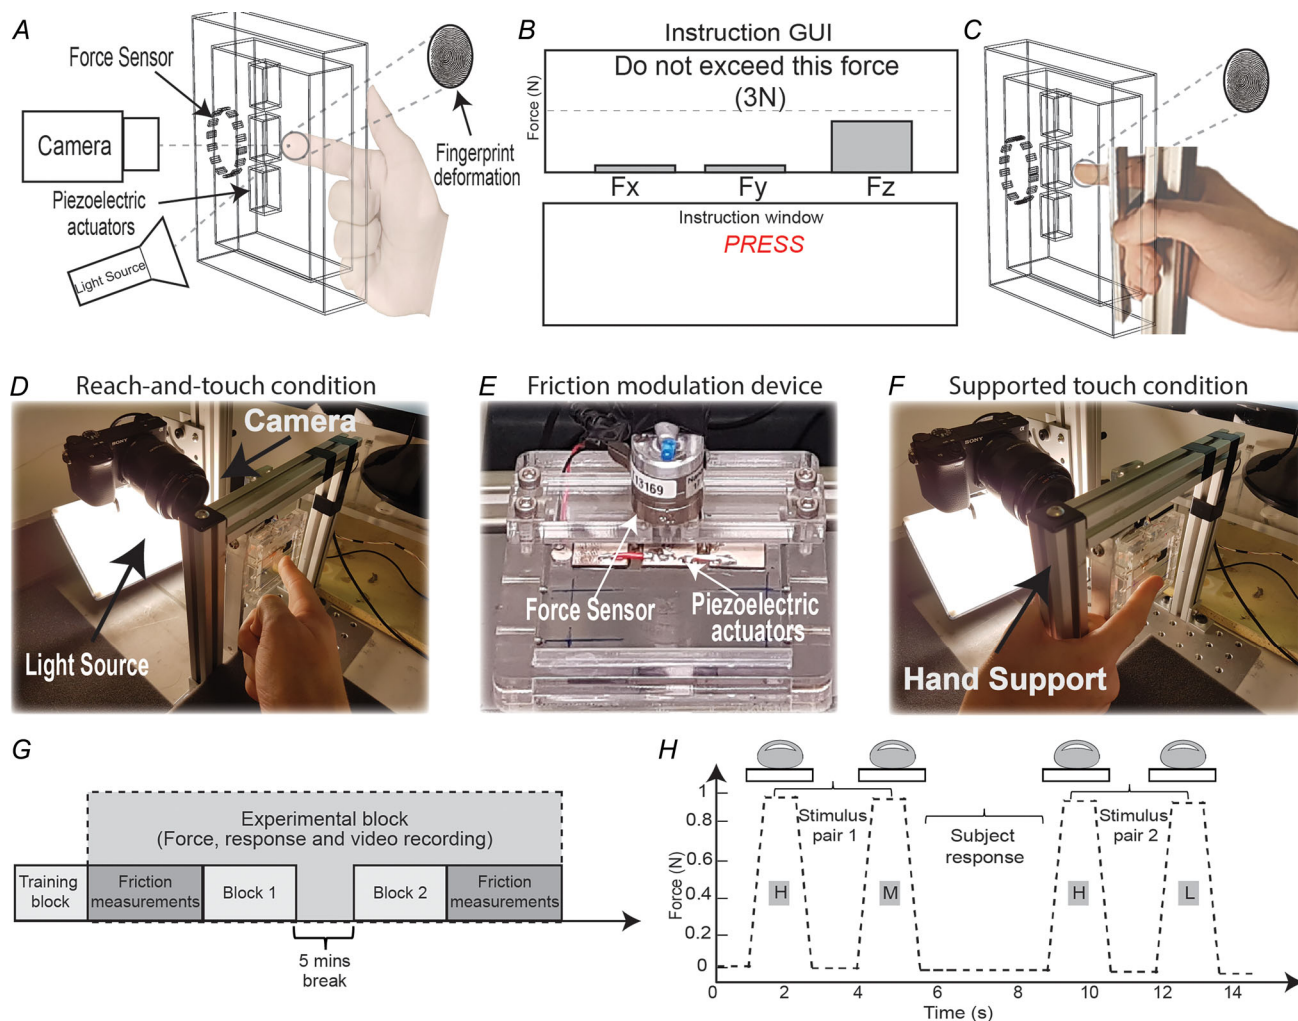 A
Force Sensor
Camera
Piezoelectric
actuators
Light Source
Fingerprint
deformation
B
Instruction GUI
Do not exceed this force
(3N)
Force (N)
Fx
Fy
Fz
Instruction window
PRESS
C
D
Reach-and-touch condition
Camera
SONY
Light Source
E
Friction modulation device
13169
Force Sensor
Piezoelectric
actuators
F
Supported touch condition
SONY
Hand Support
G
Experimental block
(Force, response and video recording)
Training
block
Friction
measurements
Block 1
Block 2
Friction
measurements
5 mins
break
H
Force (N)
1
0.8
0.6
0.4
0.2
0
Stimulus
pair 1
Subject
response
Stimulus
pair 2
H
M
H
L
0
2
4
6
8
10
12
14
Time (s)